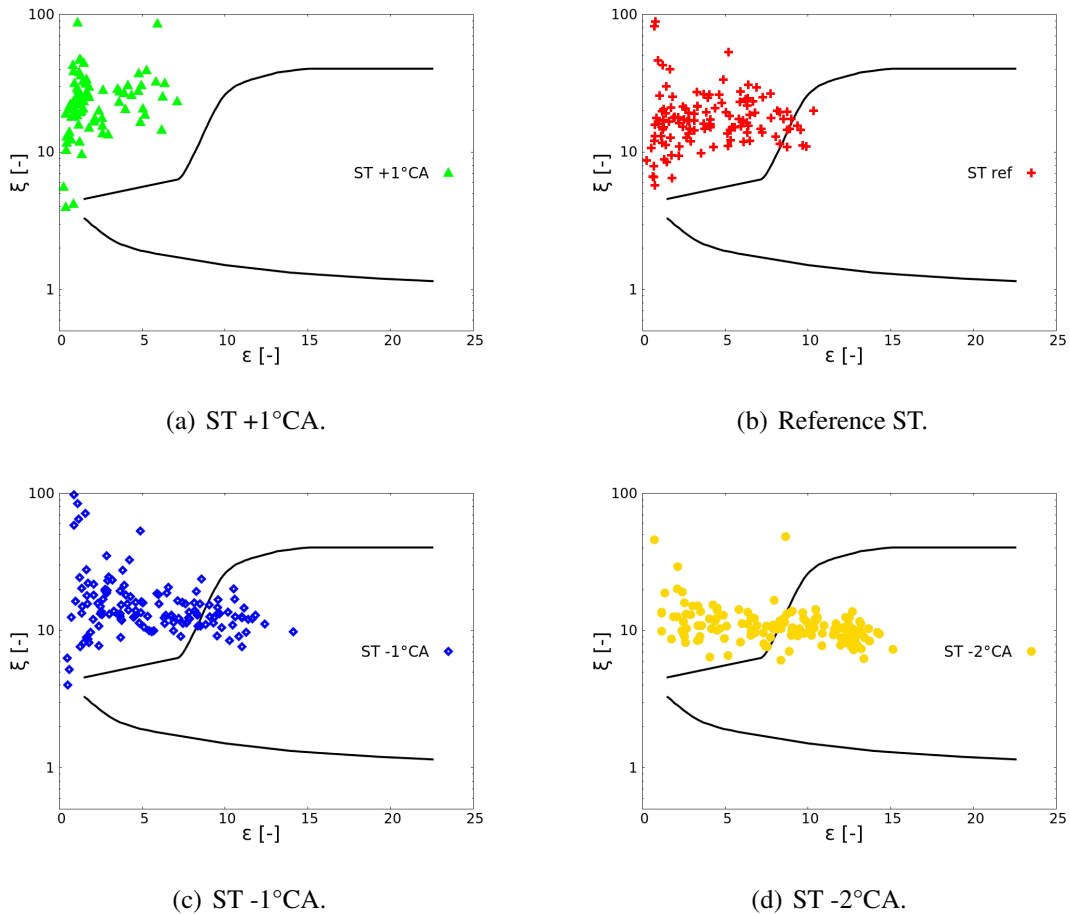 100
10
1
ξ [-]
ST +1°CA
0 5 10 15 20 25
ε [-]
(a) ST +1°CA.
100
10
1
ξ [-]
ST ref
0 5 10 15 20 25
ε [-]
(b) Reference ST.
100
10
1
ξ [-]
ST -1°CA
0 5 10 15 20 25
ε [-]
(c) ST -1°CA.
100
10
1
ξ [-]
ST -2°CA
0 5 10 15 20 25
ε [-]
(d) ST -2°CA.